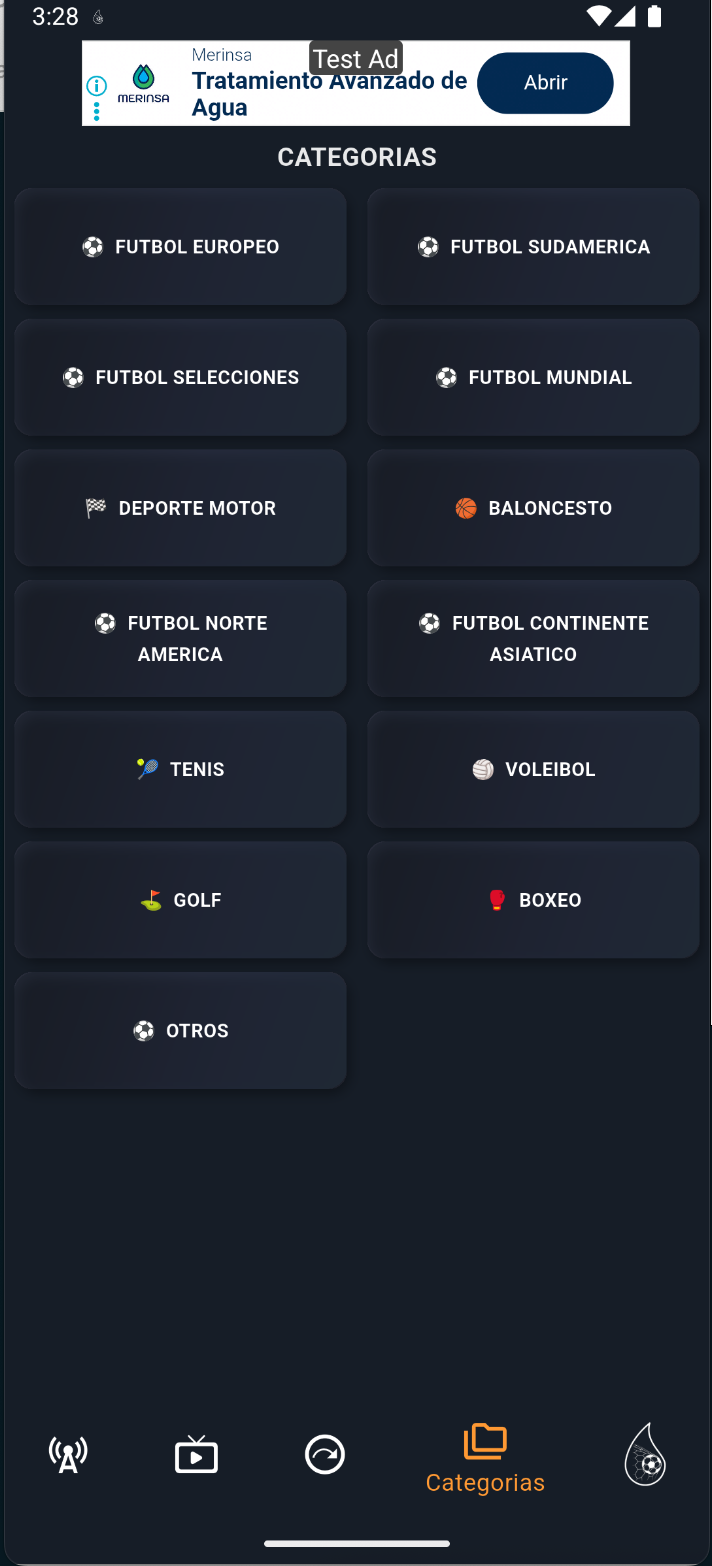 3:28
Merinsa
Test Ad
Tratamiento Avanzado de
Agua
Abrir
MERINSA
CATEGORIAS
FUTBOL EUROPEO
FUTBOL SUDAMERICA
FUTBOL SELECCIONES
FUTBOL MUNDIAL
DEPORTE MOTOR
BALONCESTO
FUTBOL NORTE
AMERICA
FUTBOL CONTINENTE
ASIATICO
TENIS
VOLEIBOL
GOLF
BOXEO
OTROS
Categorias